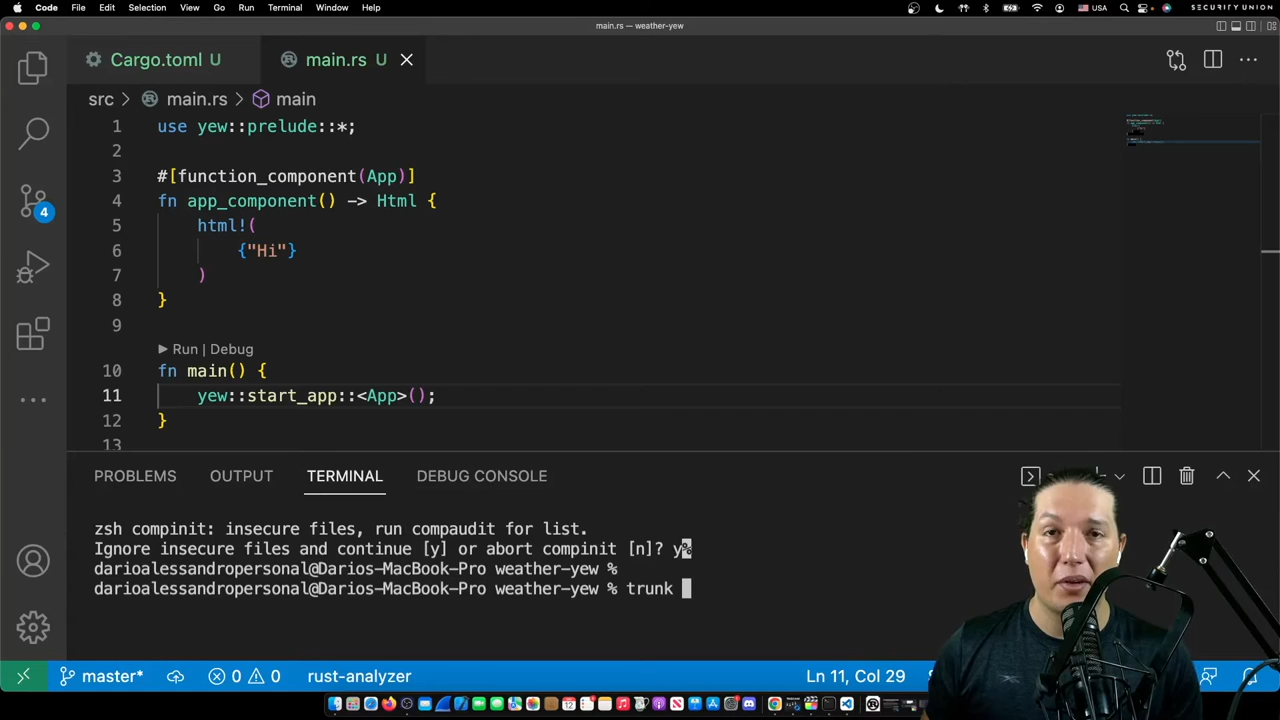 Code File Edit Selection View Go Run Terminal Window Help USA SECURITY UNION
main.rs — weather-yew
Cargo.toml U main.rs U
src > main.rs > main
1 use yew::prelude::*;
2
3 #[function_component(App)]
4 fn app_component() -> Html {
5 html!(
6 {"Hi"}
7 )
8 }
9
Run | Debug
10 fn main() {
11 yew::start_app::<App>();
12 }
13
4
PROBLEMS OUTPUT TERMINAL DEBUG CONSOLE
zsh compinit: insecure files, run compaudit for list.
Ignore insecure files and continue [y] or abort compinit [n]? y%
darioalessandropersonal@Darios-MacBook-Pro weather-yew %
darioalessandropersonal@Darios-MacBook-Pro weather-yew % trunk
master* 0 0 rust-analyzer Ln 11, Col 29